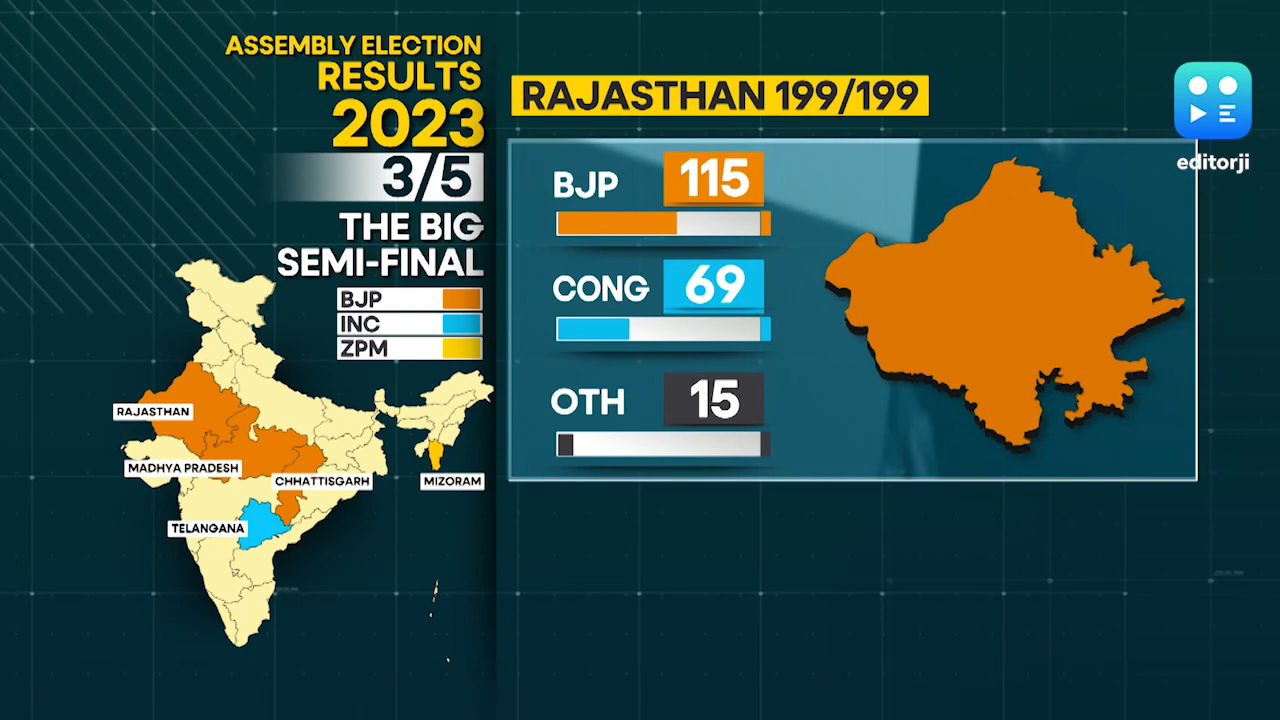 ASSEMBLY ELECTION
RESULTS
2023
3/5
THE BIG
SEMI-FINAL
BJP
INC
ZPM
RAJASTHAN
MADHYA PRADESH
CHHATTISGARH
MIZORAM
TELANGANA
RAJASTHAN 199/199
BJP 115
CONG 69
OTH 15
editorji